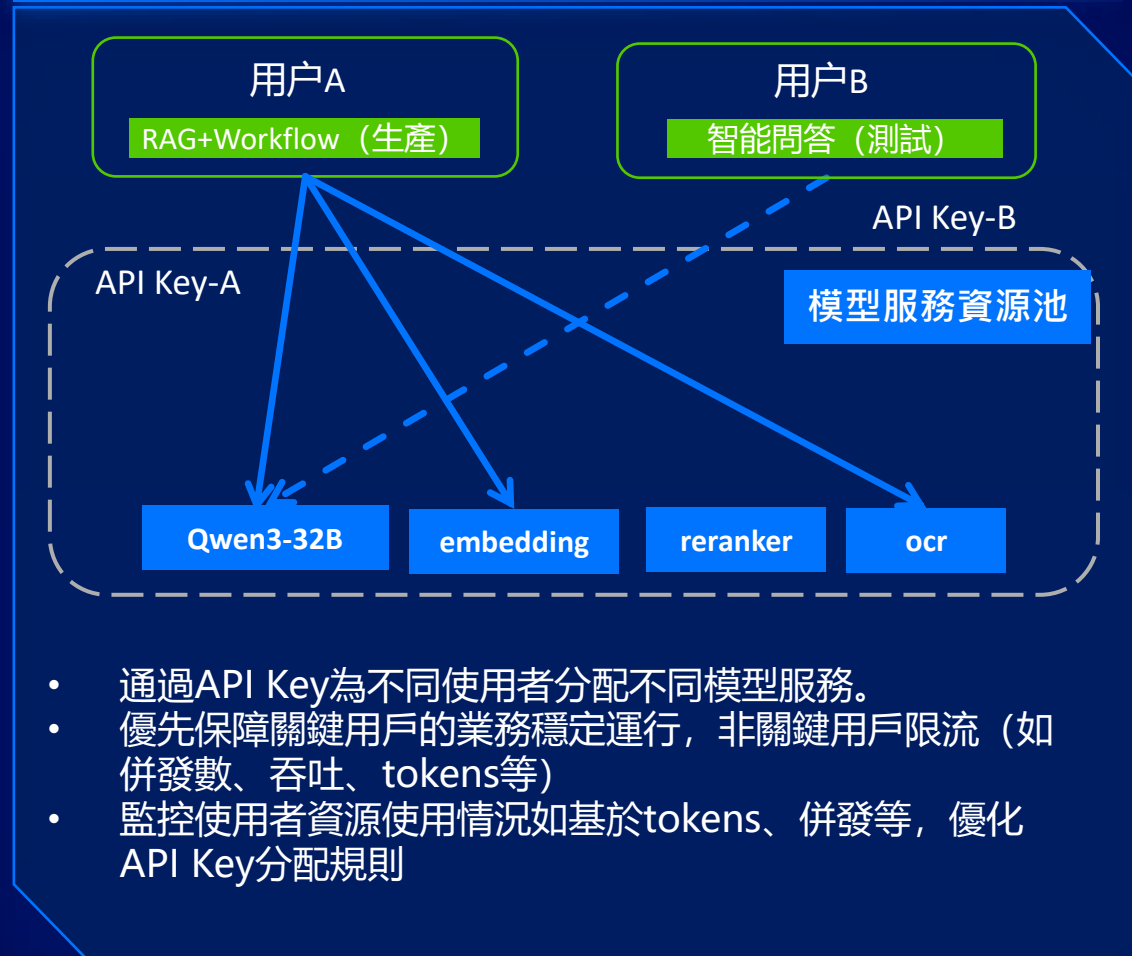 用户A
RAG+Workflow（生產）
用户B
智能問答（測試）
API Key-B
API Key-A
模型服務資源池
Qwen3-32B
embedding
reranker
ocr
• 通過API Key為不同使用者分配不同模型服務。
• 優先保障關鍵用戶的業務穩定運行，非關鍵用戶限流（如
併發數、吞吐、tokens等）
• 監控使用者資源使用情況如基於tokens、併發等，優化
API Key分配規則